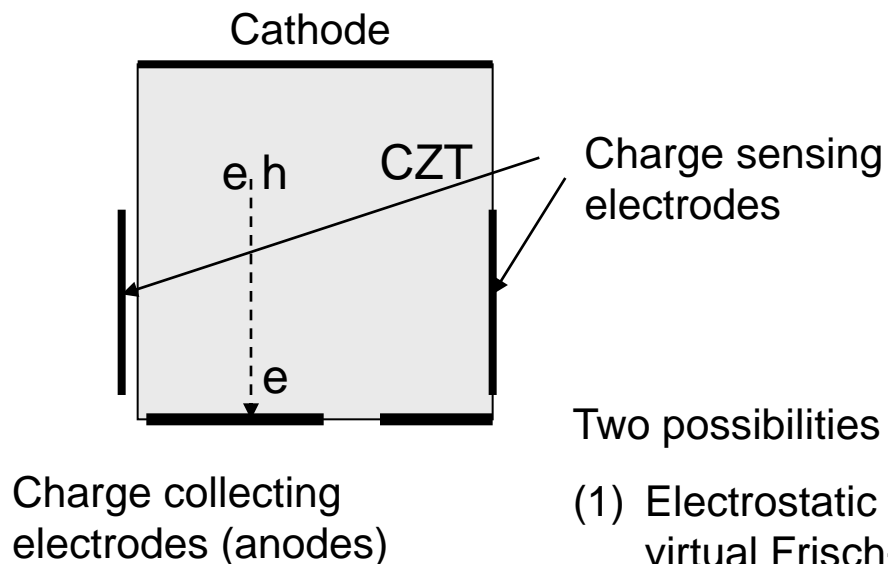 Cathode
e h
CZT
Charge sensing
electrodes
e
Two possibilities
Charge collecting
electrodes (anodes)
(1) Electrostatic
virtual Frisch-